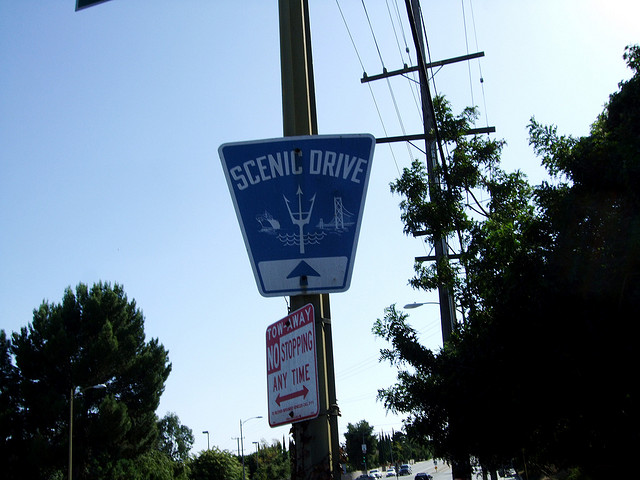 SCENIC DRIVE
TOW-AWAY
NO STOPPING
ANY TIME